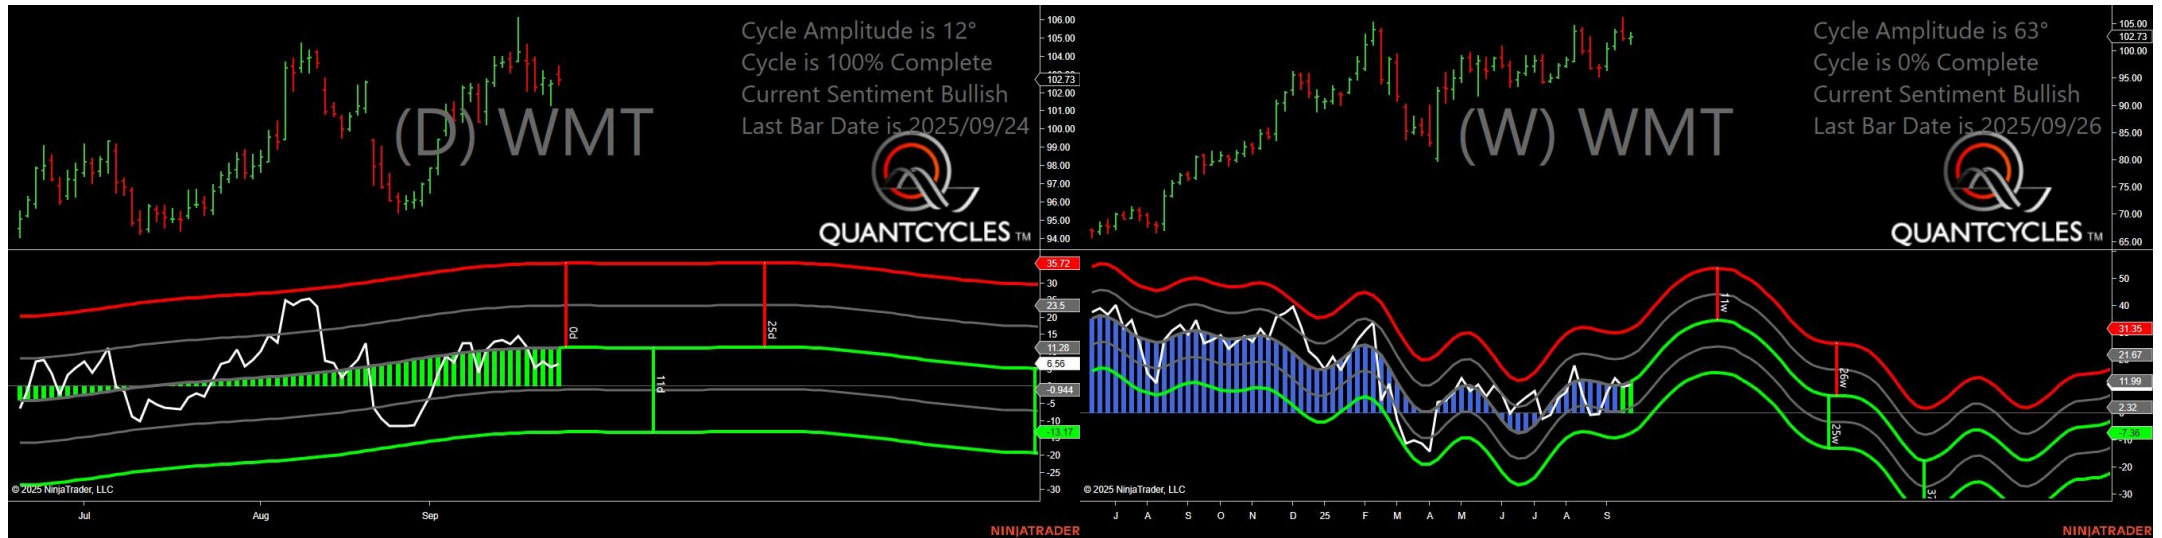 Cycle Amplitude is 12°
Cycle is 100% Complete
Current Sentiment Bullish
Last Bar Date is 2025/09/24
(D) WMT
QUANTCYCLES TM
106.00
105.00
104.00
102.73
102.00
101.00
100.00
99.00
98.00
97.00
96.00
95.00
94.00
35.72
30
23.5
20
15
11.28
6.56
-0.944
-5
-10
-13.17
-20
-25
-30
0d
25d
11d
© 2025 NinjaTrader, LLC
Jul
Aug
Sep
NINJATRADER
Cycle Amplitude is 63°
Cycle is 0% Complete
Current Sentiment Bullish
Last Bar Date is 2025/09/26
(W) WMT
QUANTCYCLES TM
105.00
102.73
100.00
95.00
90.00
85.00
80.00
75.00
70.00
65.00
50
40
31.35
21.67
11.99
2.32
-7.36
-20
-30
11w
26w
25w
© 2025 NinjaTrader, LLC
J
A
S
O
N
D
25
F
M
A
M
J
J
A
S
NINJATRADER